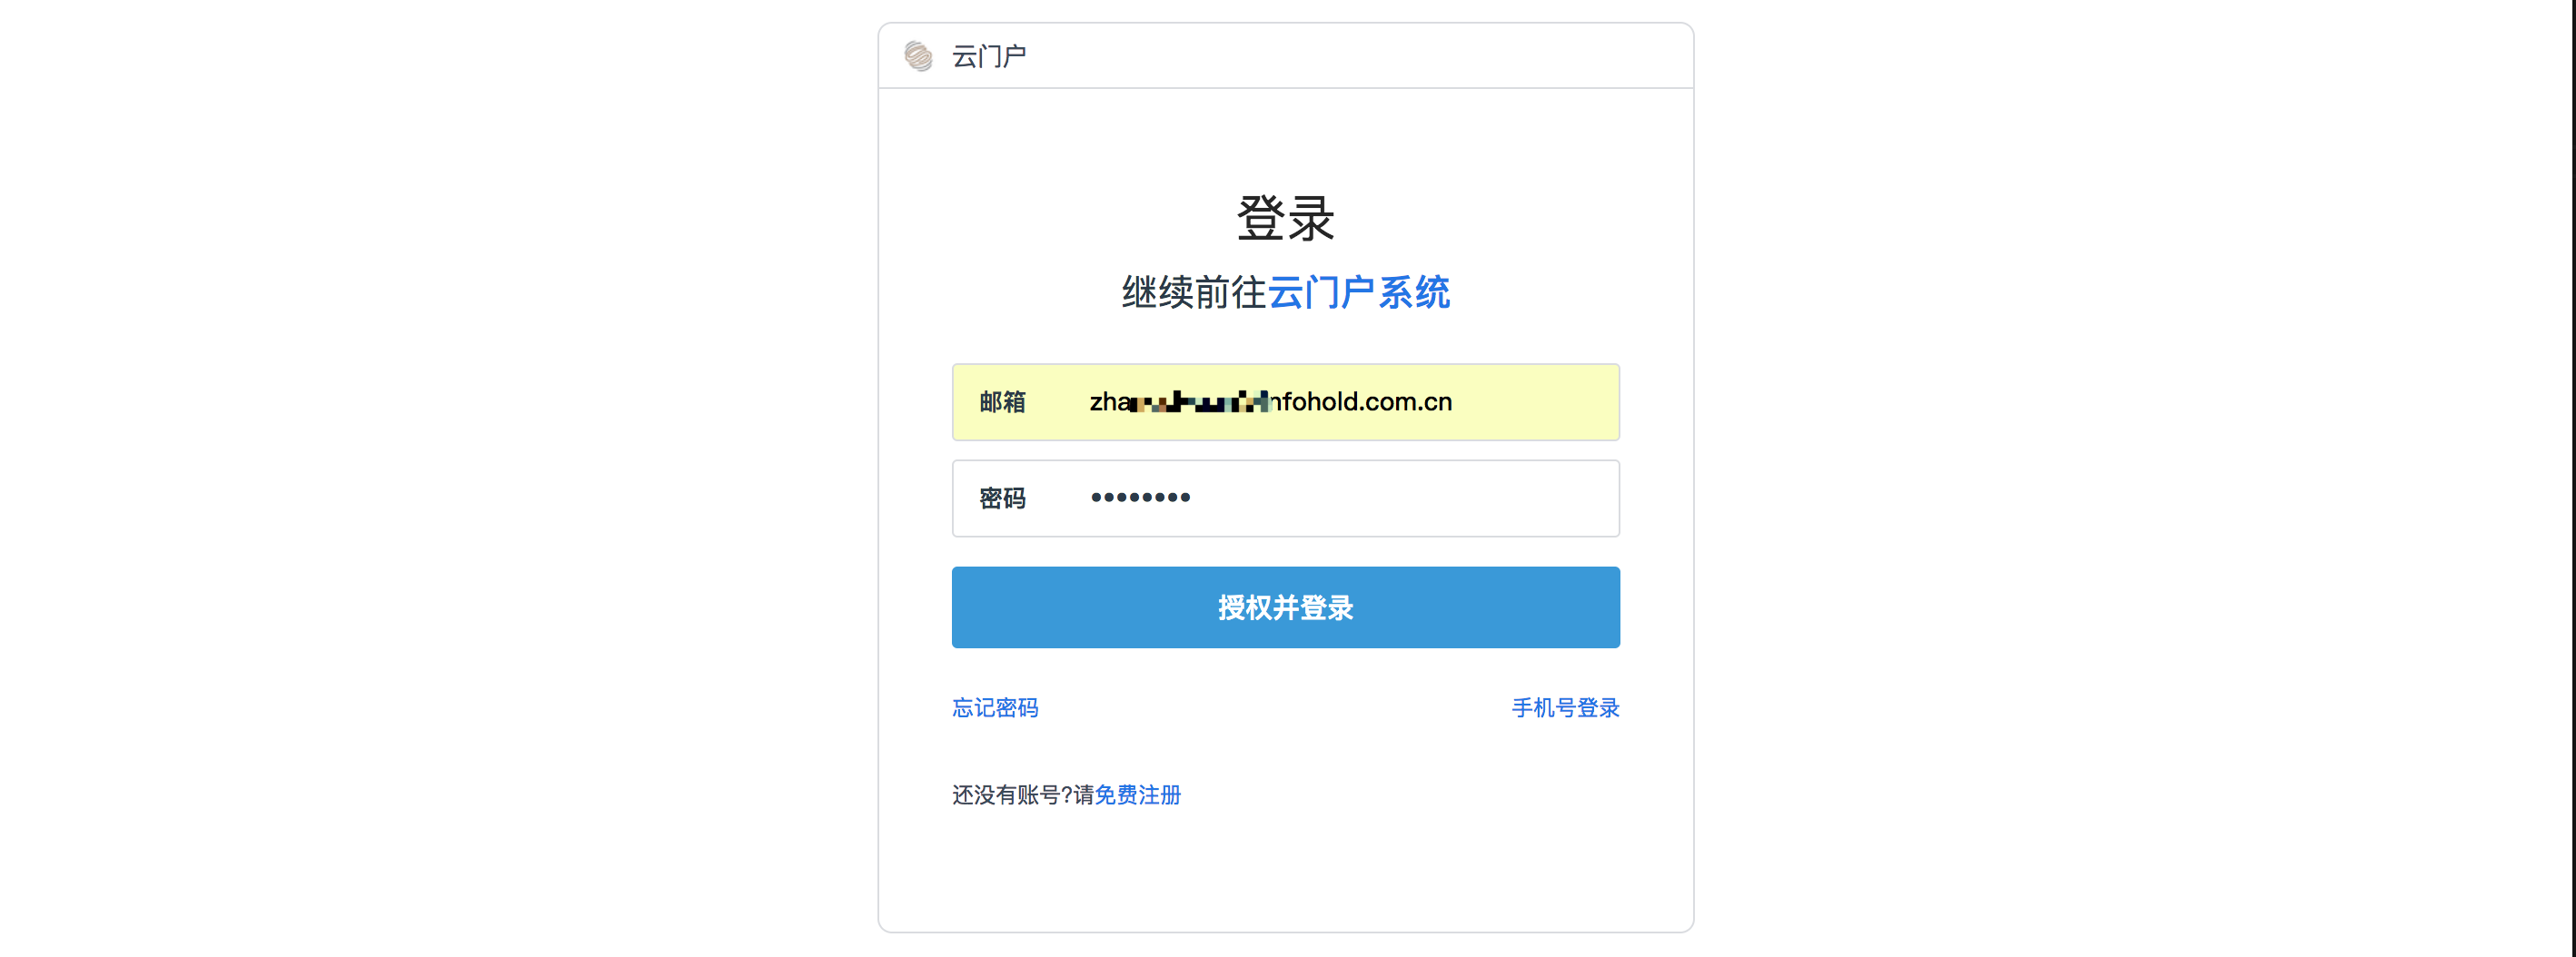 云门户
登录
继续前往云门户系统
邮箱 zha nfohold.com.cn
密码 ••••••••
授权并登录
忘记密码 手机号登录
还没有账号?请免费注册